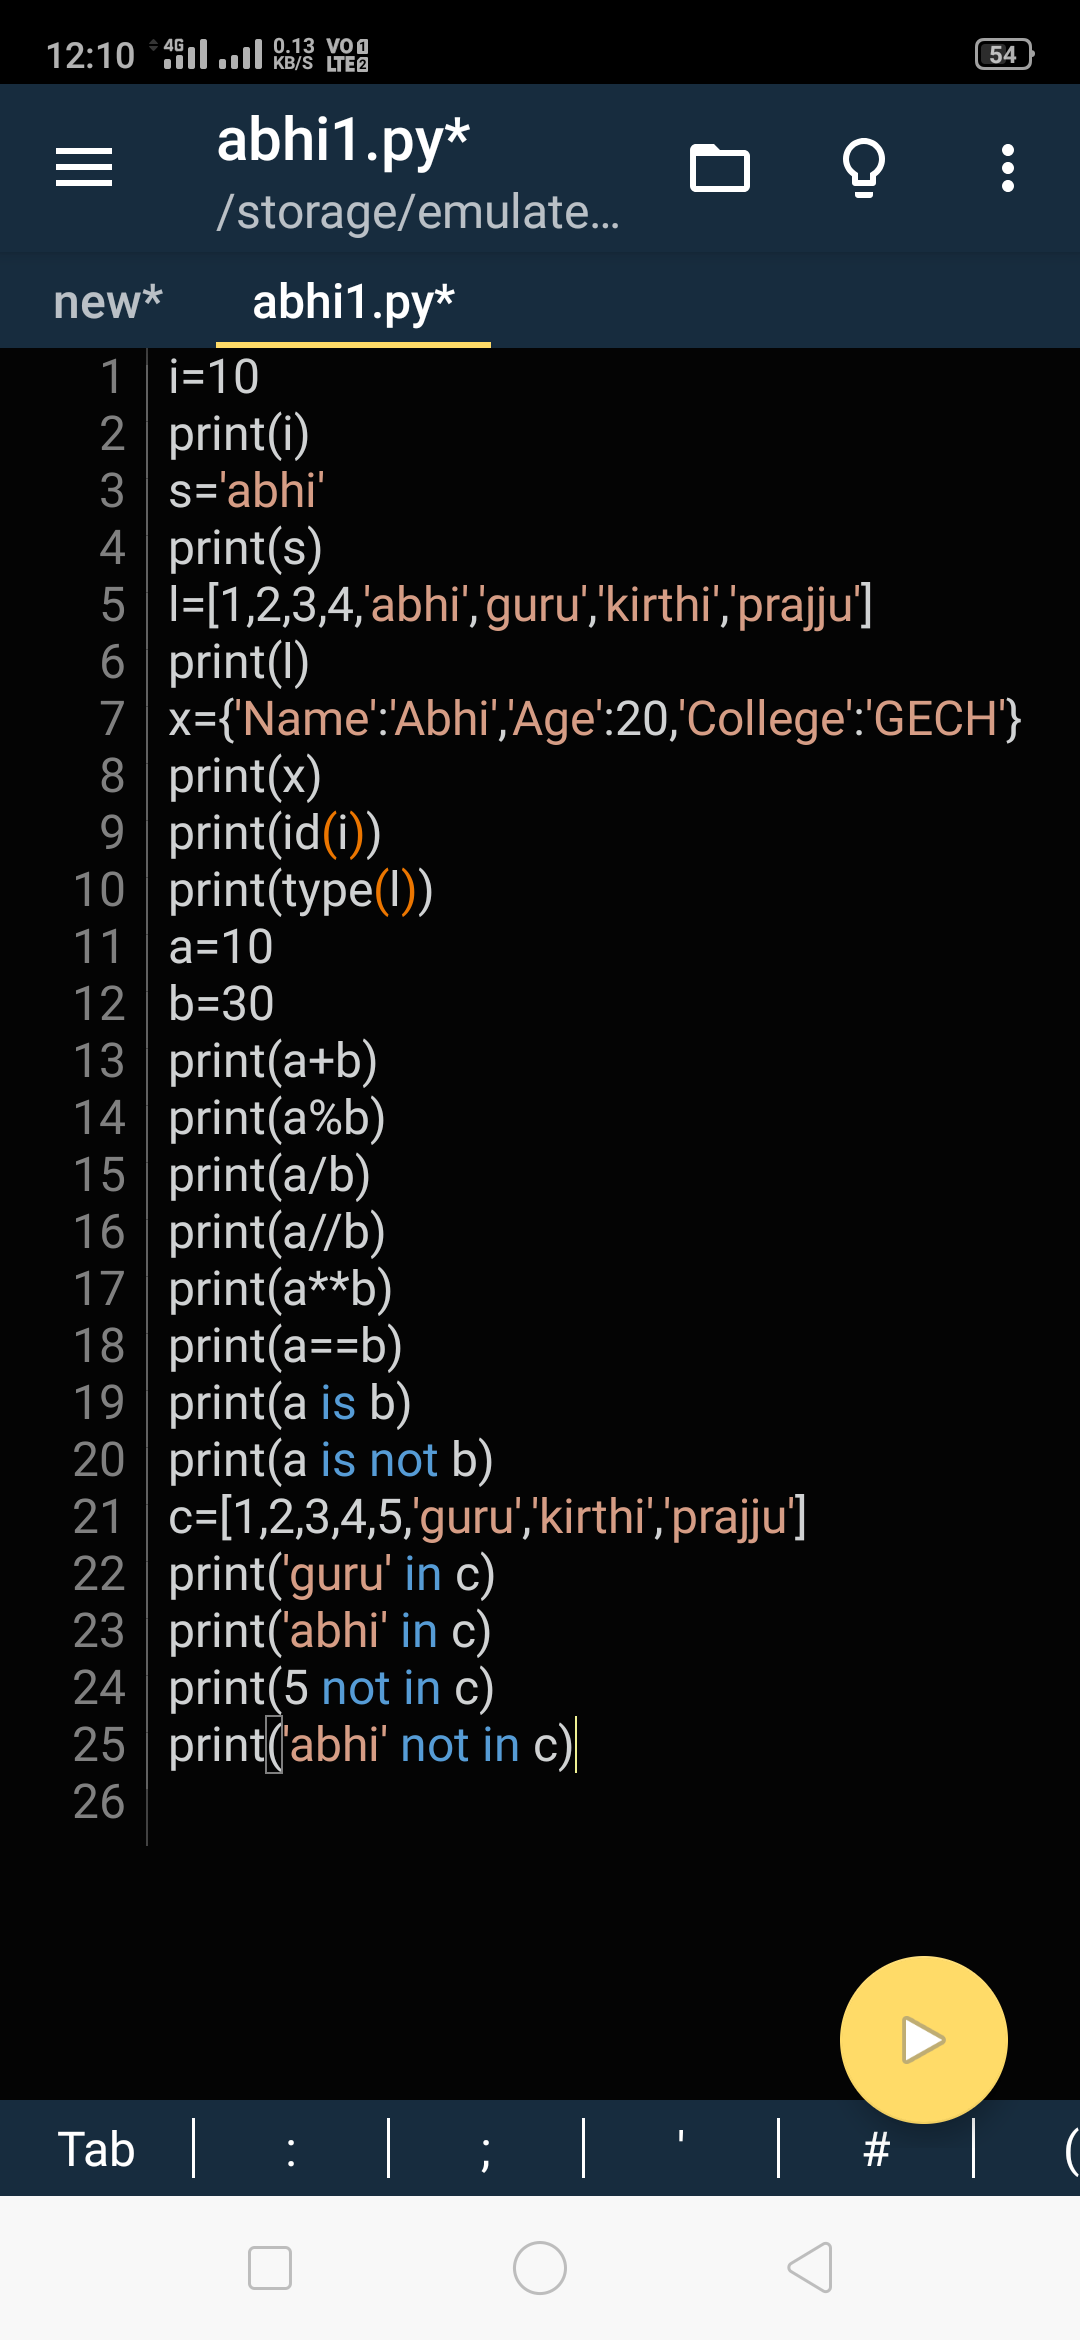 12:10 4G 0.13 KB/S VO 1 LTE 2 54
abhi1.py*
/storage/emulate...
new* abhi1.py*
1 i=10
2 print(i)
3 s='abhi'
4 print(s)
5 l=[1,2,3,4,'abhi','guru','kirthi','prajju']
6 print(l)
7 x={'Name':'Abhi','Age':20,'College':'GECH'}
8 print(x)
9 print(id(i))
10 print(type(l))
11 a=10
12 b=30
13 print(a+b)
14 print(a%b)
15 print(a/b)
16 print(a//b)
17 print(a**b)
18 print(a==b)
19 print(a is b)
20 print(a is not b)
21 c=[1,2,3,4,5,'guru','kirthi','prajju']
22 print('guru' in c)
23 print('abhi' in c)
24 print(5 not in c)
25 print('abhi' not in c)
26
Tab : ; ' # (